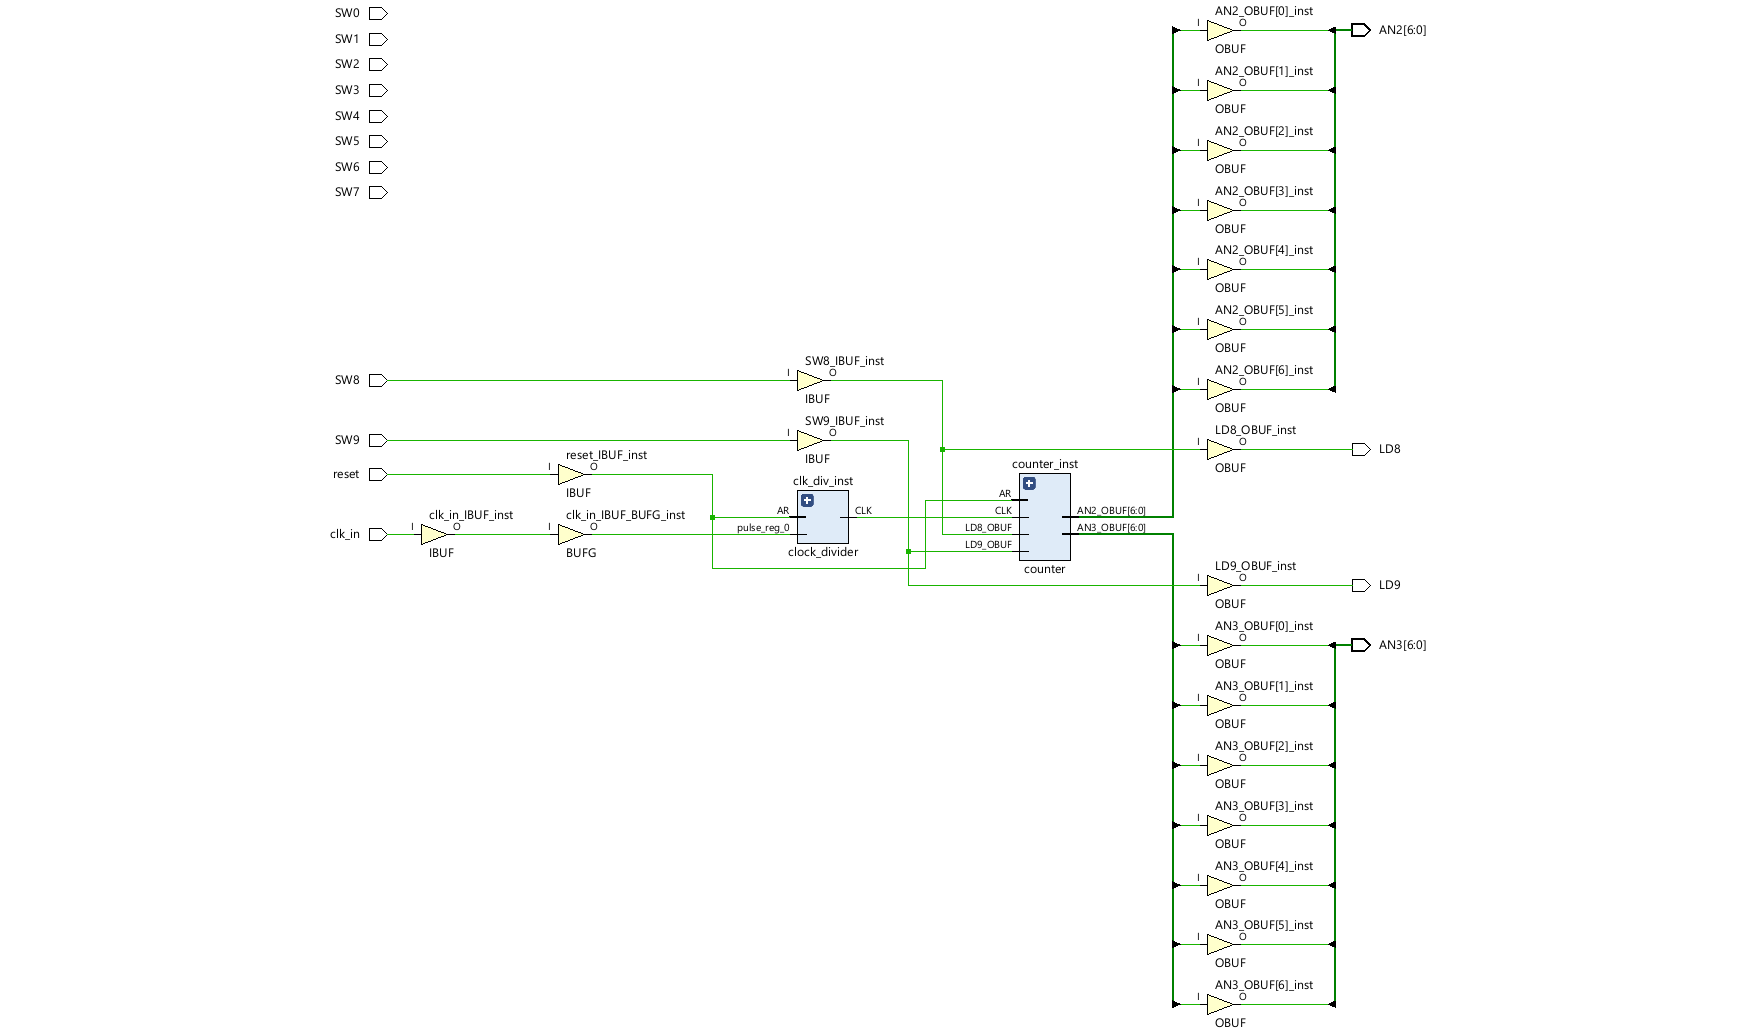 SW0
SW1
SW2
SW3
SW4
SW5
SW6
SW7
SW8
I
SW8_IBUF_inst
O
IBUF
SW9
I
SW9_IBUF_inst
O
IBUF
reset
I
reset_IBUF_inst
O
IBUF
clk_in
I
clk_in_IBUF_inst
O
IBUF
I
clk_in_IBUF_BUFG_inst
O
BUFG
clk_div_inst
AR
pulse_reg_0
CLK
clock_divider
counter_inst
AR
CLK
LD8_OBUF
LD9_OBUF
AN2_OBUF[6:0]
AN3_OBUF[6:0]
counter
AN2_OBUF[0]_inst
I
O
OBUF
AN2[6:0]
AN2_OBUF[1]_inst
I
O
OBUF
AN2_OBUF[2]_inst
I
O
OBUF
AN2_OBUF[3]_inst
I
O
OBUF
AN2_OBUF[4]_inst
I
O
OBUF
AN2_OBUF[5]_inst
I
O
OBUF
AN2_OBUF[6]_inst
I
O
OBUF
LD8_OBUF_inst
I
O
OBUF
LD8
LD9_OBUF_inst
I
O
OBUF
LD9
AN3_OBUF[0]_inst
I
O
OBUF
AN3[6:0]
AN3_OBUF[1]_inst
I
O
OBUF
AN3_OBUF[2]_inst
I
O
OBUF
AN3_OBUF[3]_inst
I
O
OBUF
AN3_OBUF[4]_inst
I
O
OBUF
AN3_OBUF[5]_inst
I
O
OBUF
AN3_OBUF[6]_inst
I
O
OBUF